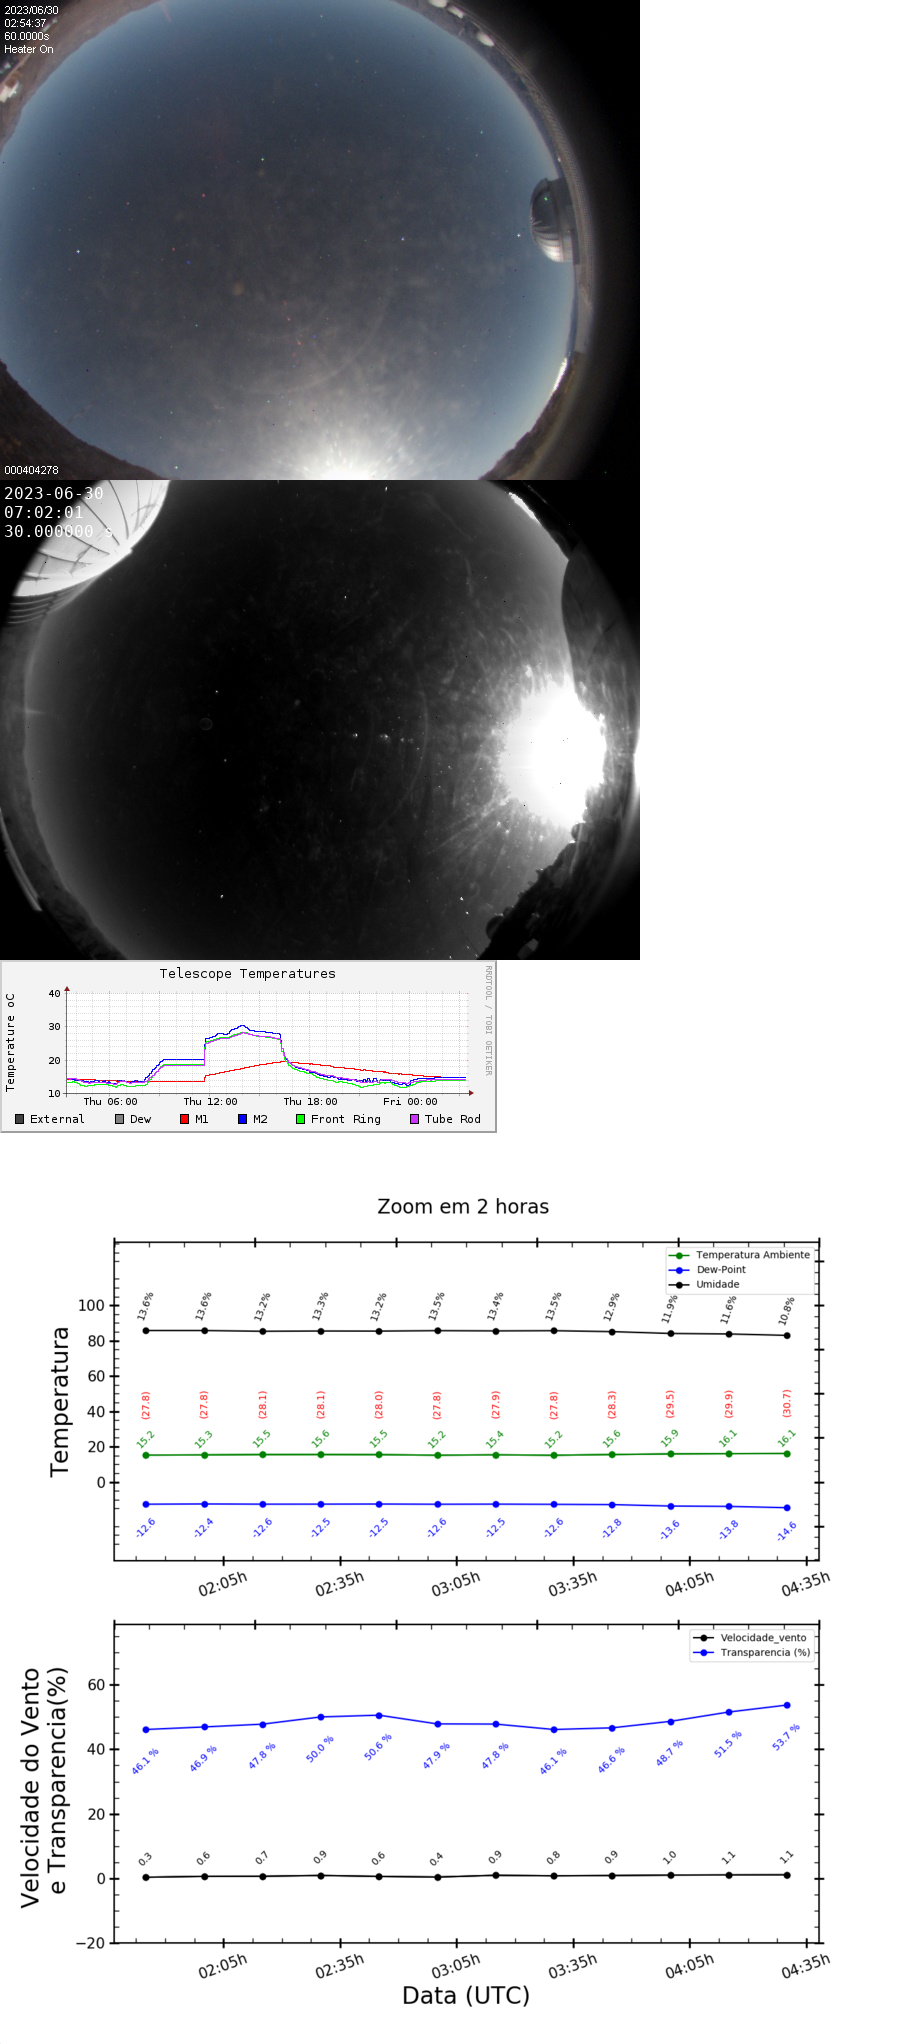 2023/06/30
02:54:37
60.0000s
Heater On
000404278
2023-06-30
07:02:01
30.000000 s
Telescope Temperatures
Temperature oC
40
30
20
10
Thu 06:00 Thu 12:00 Thu 18:00 Fri 00:00
External Dew M1 M2 Front Ring Tube Rod
RRDTOOL / TOBI OETIKER
Zoom em 2 horas
Temperatura Ambiente
Dew-Point
Umidade
Temperatura
100
80
60
40
20
0
13.6% 13.6% 13.2% 13.3% 13.2% 13.5% 13.4% 13.5% 12.9% 11.9% 11.6% 10.8%
(27.8) (27.8) (28.1) (28.1) (28.0) (27.8) (27.9) (27.8) (28.3) (29.5) (29.9) (30.7)
15.2 15.3 15.5 15.6 15.5 15.2 15.4 15.2 15.6 15.9 16.1 16.1
-12.6 -12.4 -12.6 -12.5 -12.5 -12.6 -12.5 -12.6 -12.8 -13.6 -13.8 -14.6
02:05h 02:35h 03:05h 03:35h 04:05h 04:35h
Velocidade_vento
Transparencia (%)
Velocidade do Vento
e Transparencia(%)
60
40
20
0
−20
46.1 % 46.9 % 47.8 % 50.0 % 50.6 % 47.9 % 47.8 % 46.1 % 46.6 % 48.7 % 51.5 % 53.7 %
0.3 0.6 0.7 0.9 0.6 0.4 0.9 0.8 0.9 1.0 1.1 1.1
02:05h 02:35h 03:05h 03:35h 04:05h 04:35h
Data (UTC)